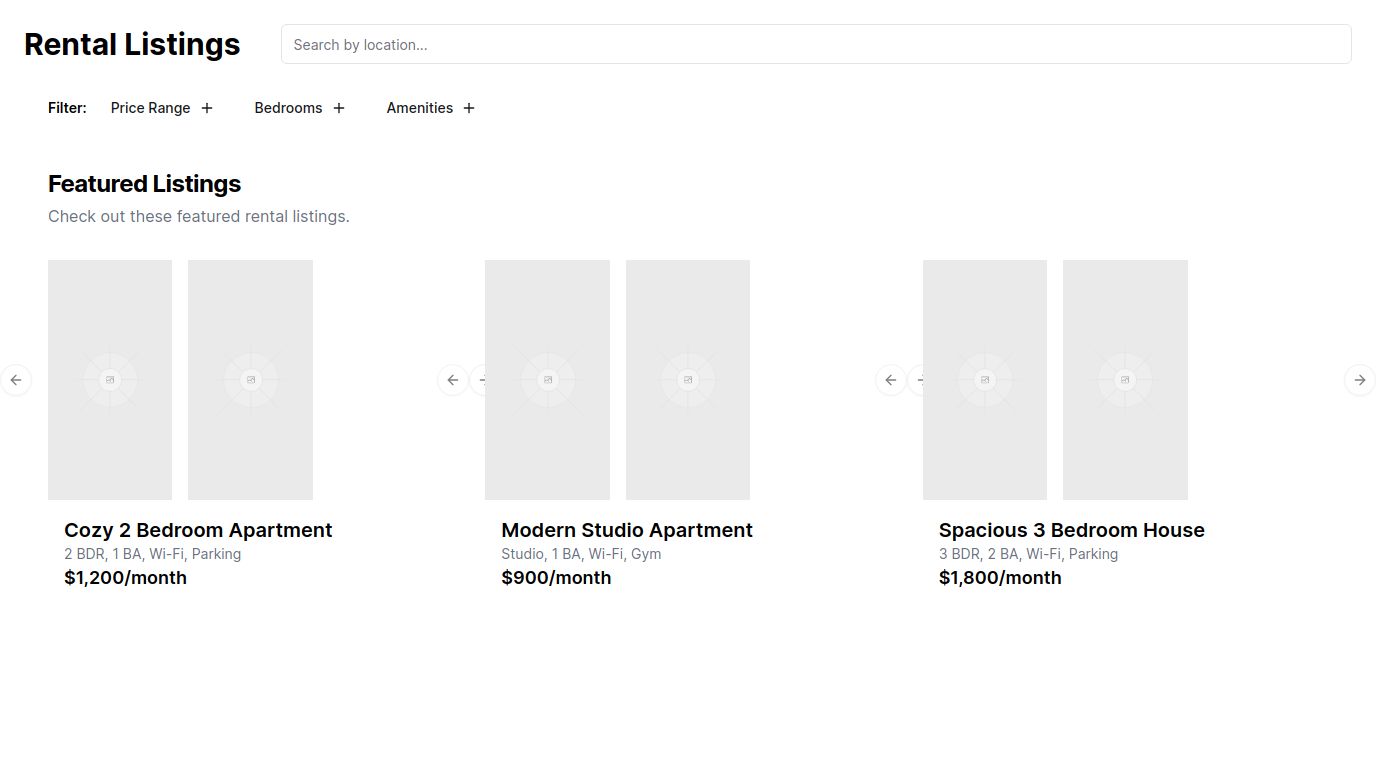 Rental Listings
Search by location...
Filter: Price Range Bedrooms Amenities
Featured Listings
Check out these featured rental listings.
Cozy 2 Bedroom Apartment
2 BDR, 1 BA, Wi-Fi, Parking
$1,200/month
Modern Studio Apartment
Studio, 1 BA, Wi-Fi, Gym
$900/month
Spacious 3 Bedroom House
3 BDR, 2 BA, Wi-Fi, Parking
$1,800/month